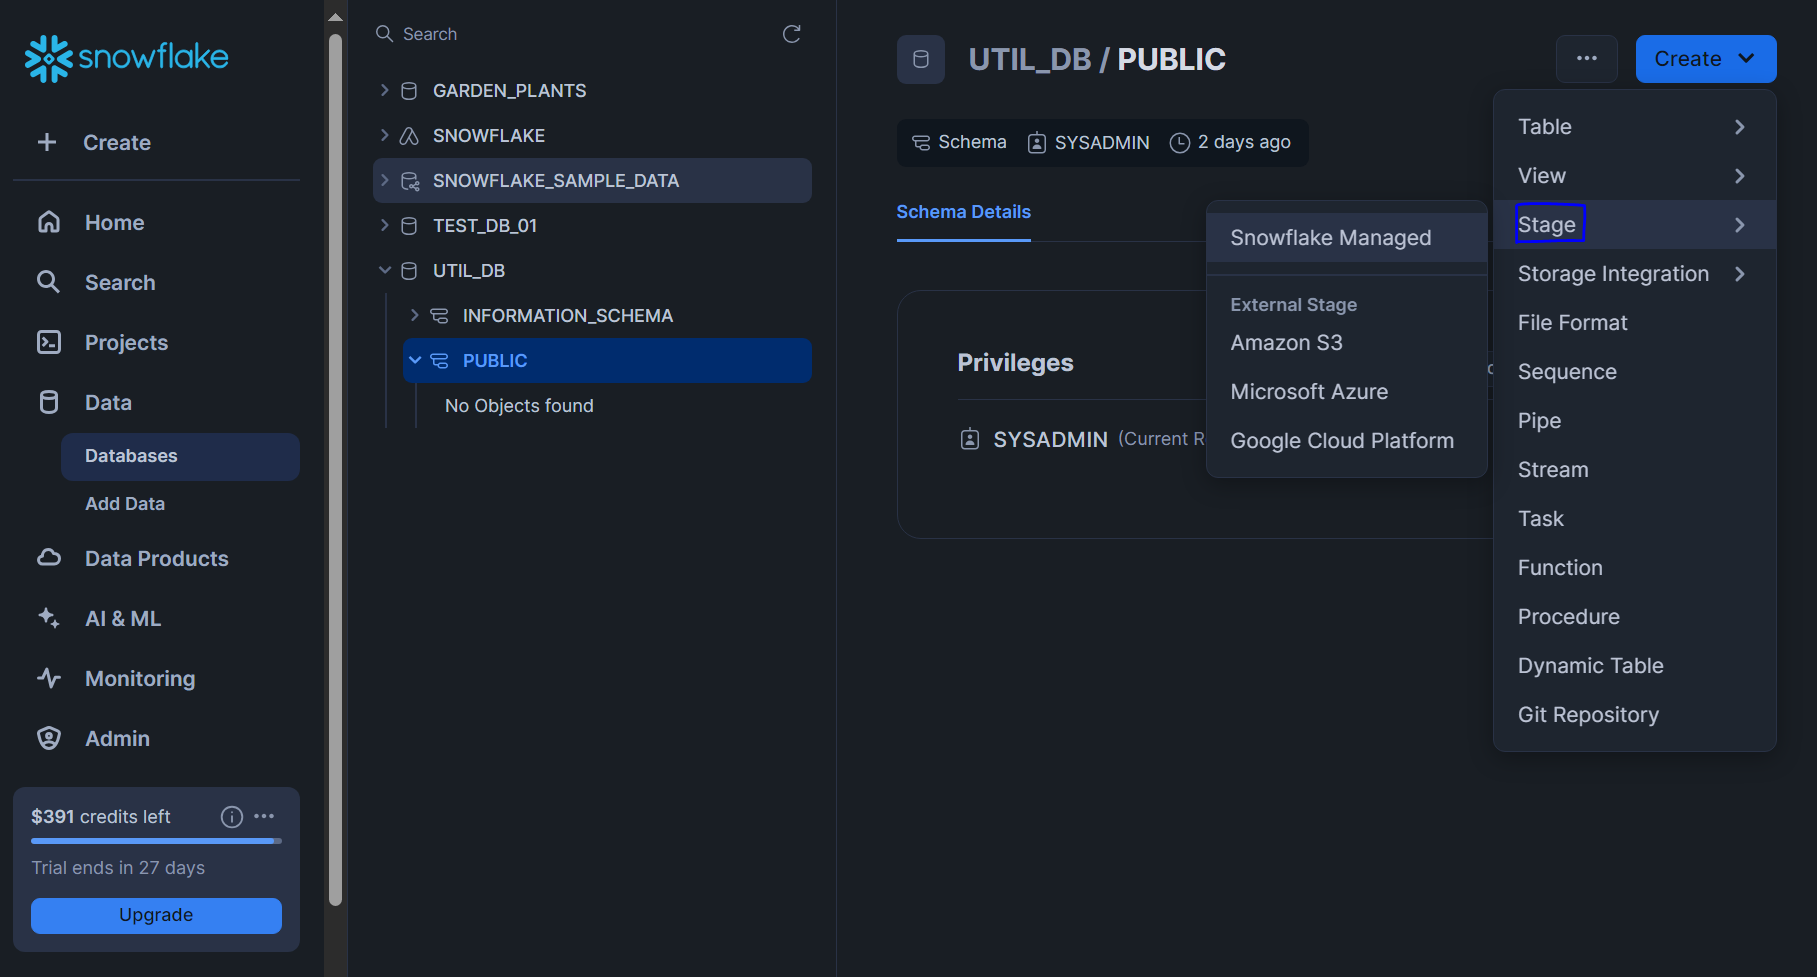 snowflake
Create
Home
Search
Projects
Data
Databases
Add Data
Data Products
AI & ML
Monitoring
Admin
$391 credits left
Trial ends in 27 days
Upgrade
Search
GARDEN_PLANTS
SNOWFLAKE
SNOWFLAKE_SAMPLE_DATA
TEST_DB_01
UTIL_DB
INFORMATION_SCHEMA
PUBLIC
No Objects found
UTIL_DB / PUBLIC
Create
Schema SYSADMIN 2 days ago
Schema Details
Privileges
SYSADMIN (Current R
Snowflake Managed
External Stage
Amazon S3
Microsoft Azure
Google Cloud Platform
Table
View
Stage
Storage Integration
File Format
Sequence
Pipe
Stream
Task
Function
Procedure
Dynamic Table
Git Repository